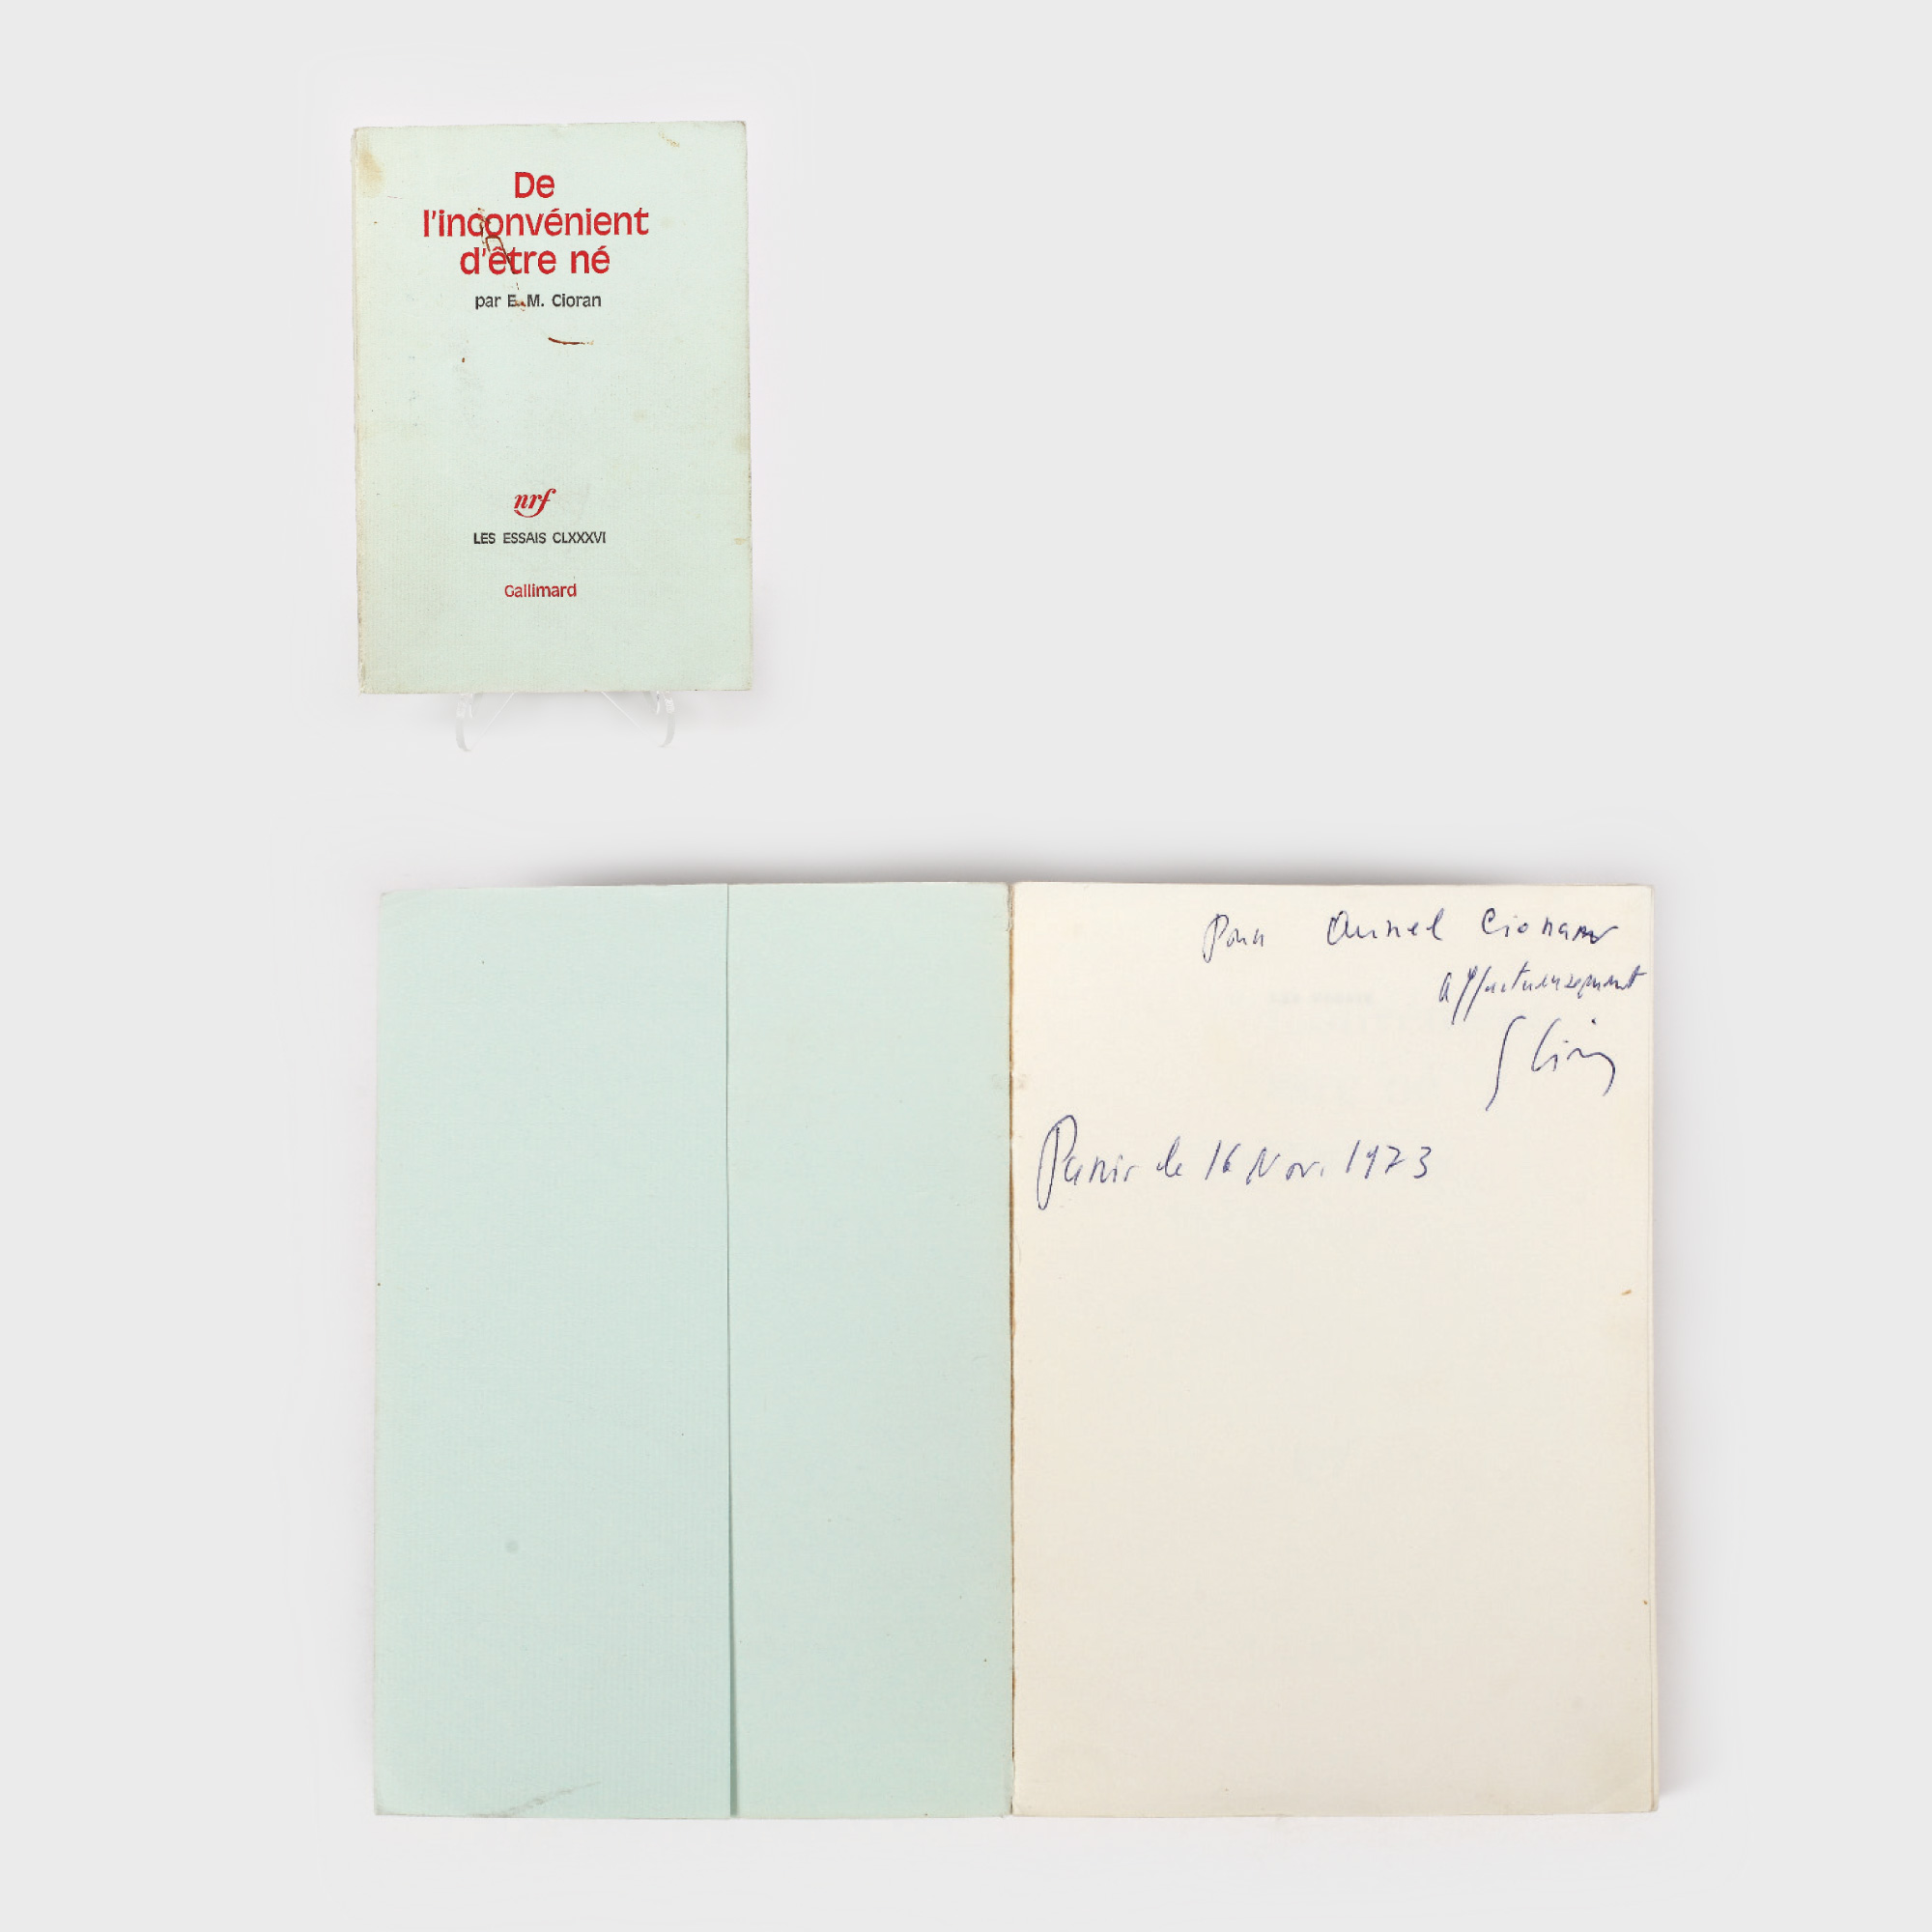 De
l'inconvénient
d'être né
par E.M. Cioran
nrf
LES ESSAIS CLXXXVI
Gallimard
Pour Aurel Cioran
affectueusement
E Cioran
Paris le 16 Nov. 1973